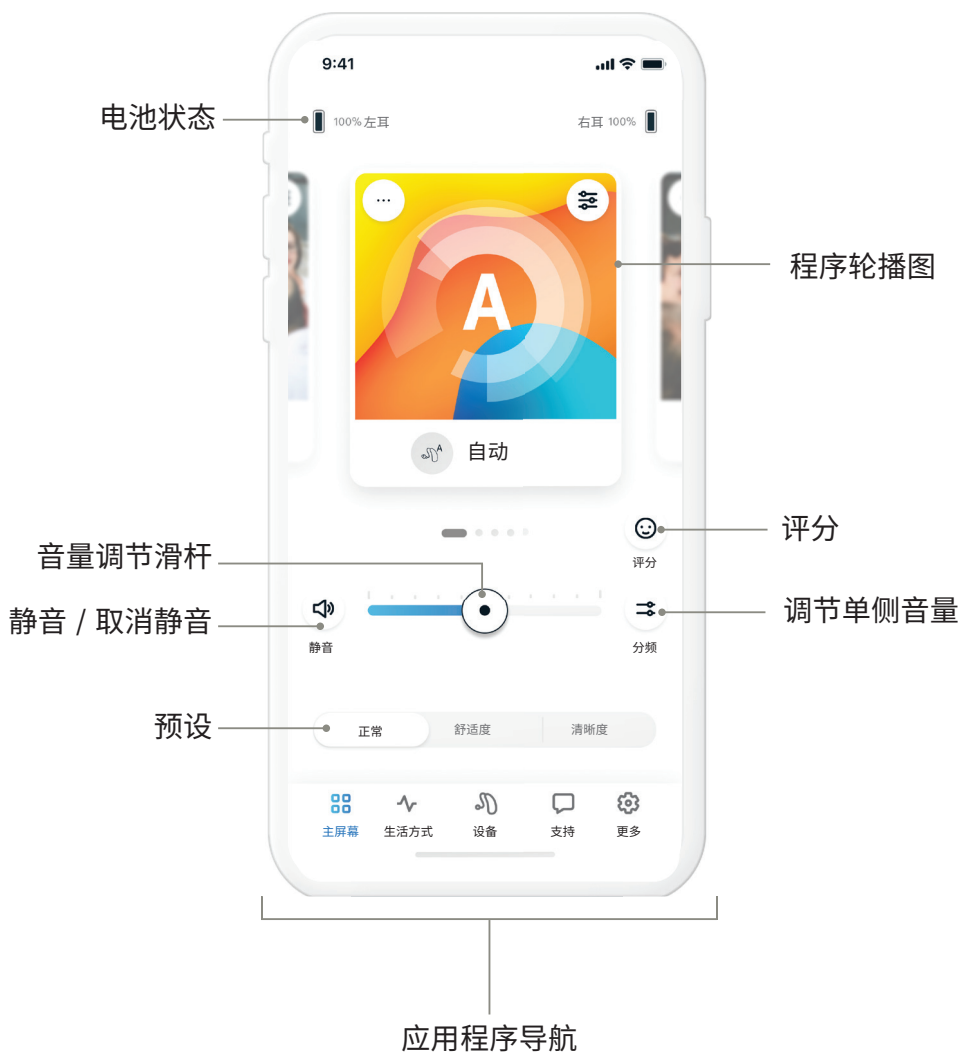 9:41
电池状态
100% 左耳
右耳 100%
程序轮播图
A
A
自动
评分
评分
音量调节滑杆
静音 / 取消静音
静音
调节单侧音量
分频
预设
正常
舒适度
清晰度
主屏幕
生活方式
设备
支持
更多
应用程序导航